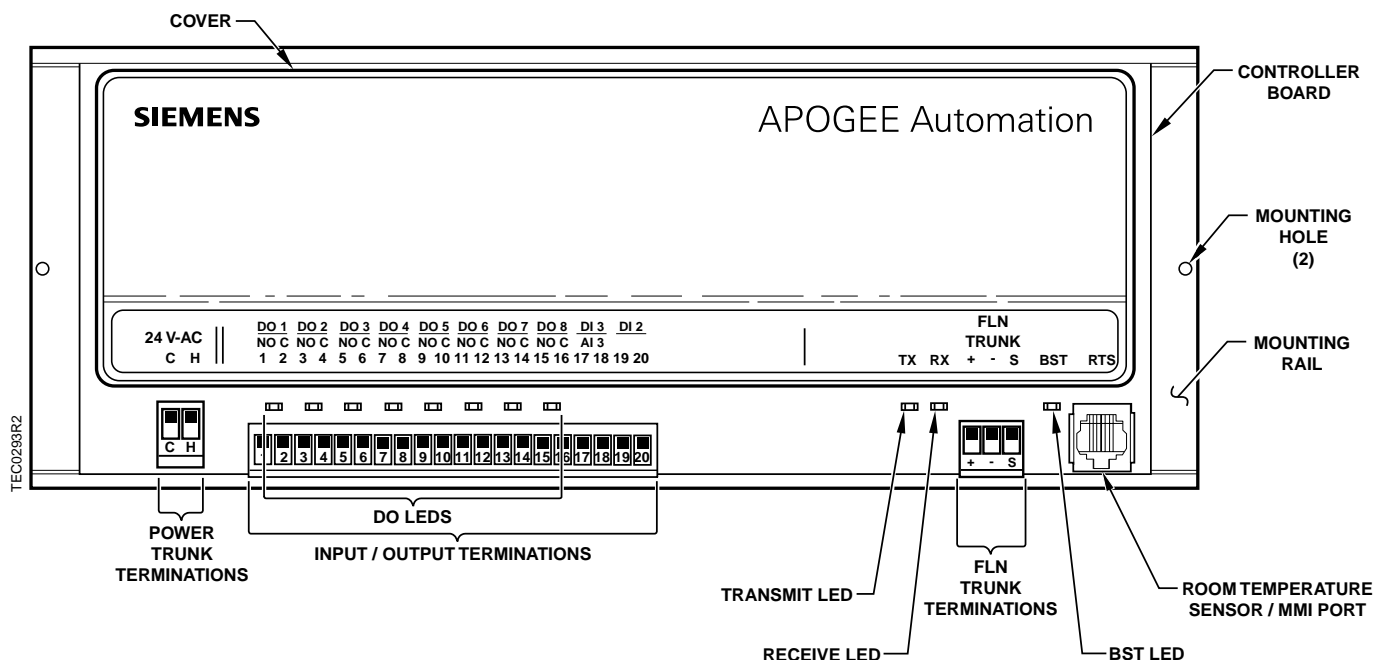 COVER
CONTROLLER
BOARD
SIEMENS
APOGEE Automation
MOUNTING
HOLE
(2)
MOUNTING
RAIL
24 V-AC
C H
DO 1 DO 2 DO 3 DO 4 DO 5 DO 6 DO 7 DO 8 DI 3 DI 2
NO C NO C NO C NO C NO C NO C NO C NO C AI 3
1 2 3 4 5 6 7 8 9 10 11 12 13 14 15 16 17 18 19 20
FLN
TRUNK
TX RX + - S BST RTS
TEC0293R2
C H
1 2 3 4 5 6 7 8 9 10 11 12 13 14 15 16 17 18 19 20
+ - S
DO LEDS
POWER
TRUNK
TERMINATIONS
INPUT / OUTPUT TERMINATIONS
FLN
TRUNK
TERMINATIONS
TRANSMIT LED
ROOM TEMPERATURE
SENSOR / MMI PORT
RECEIVE LED
BST LED